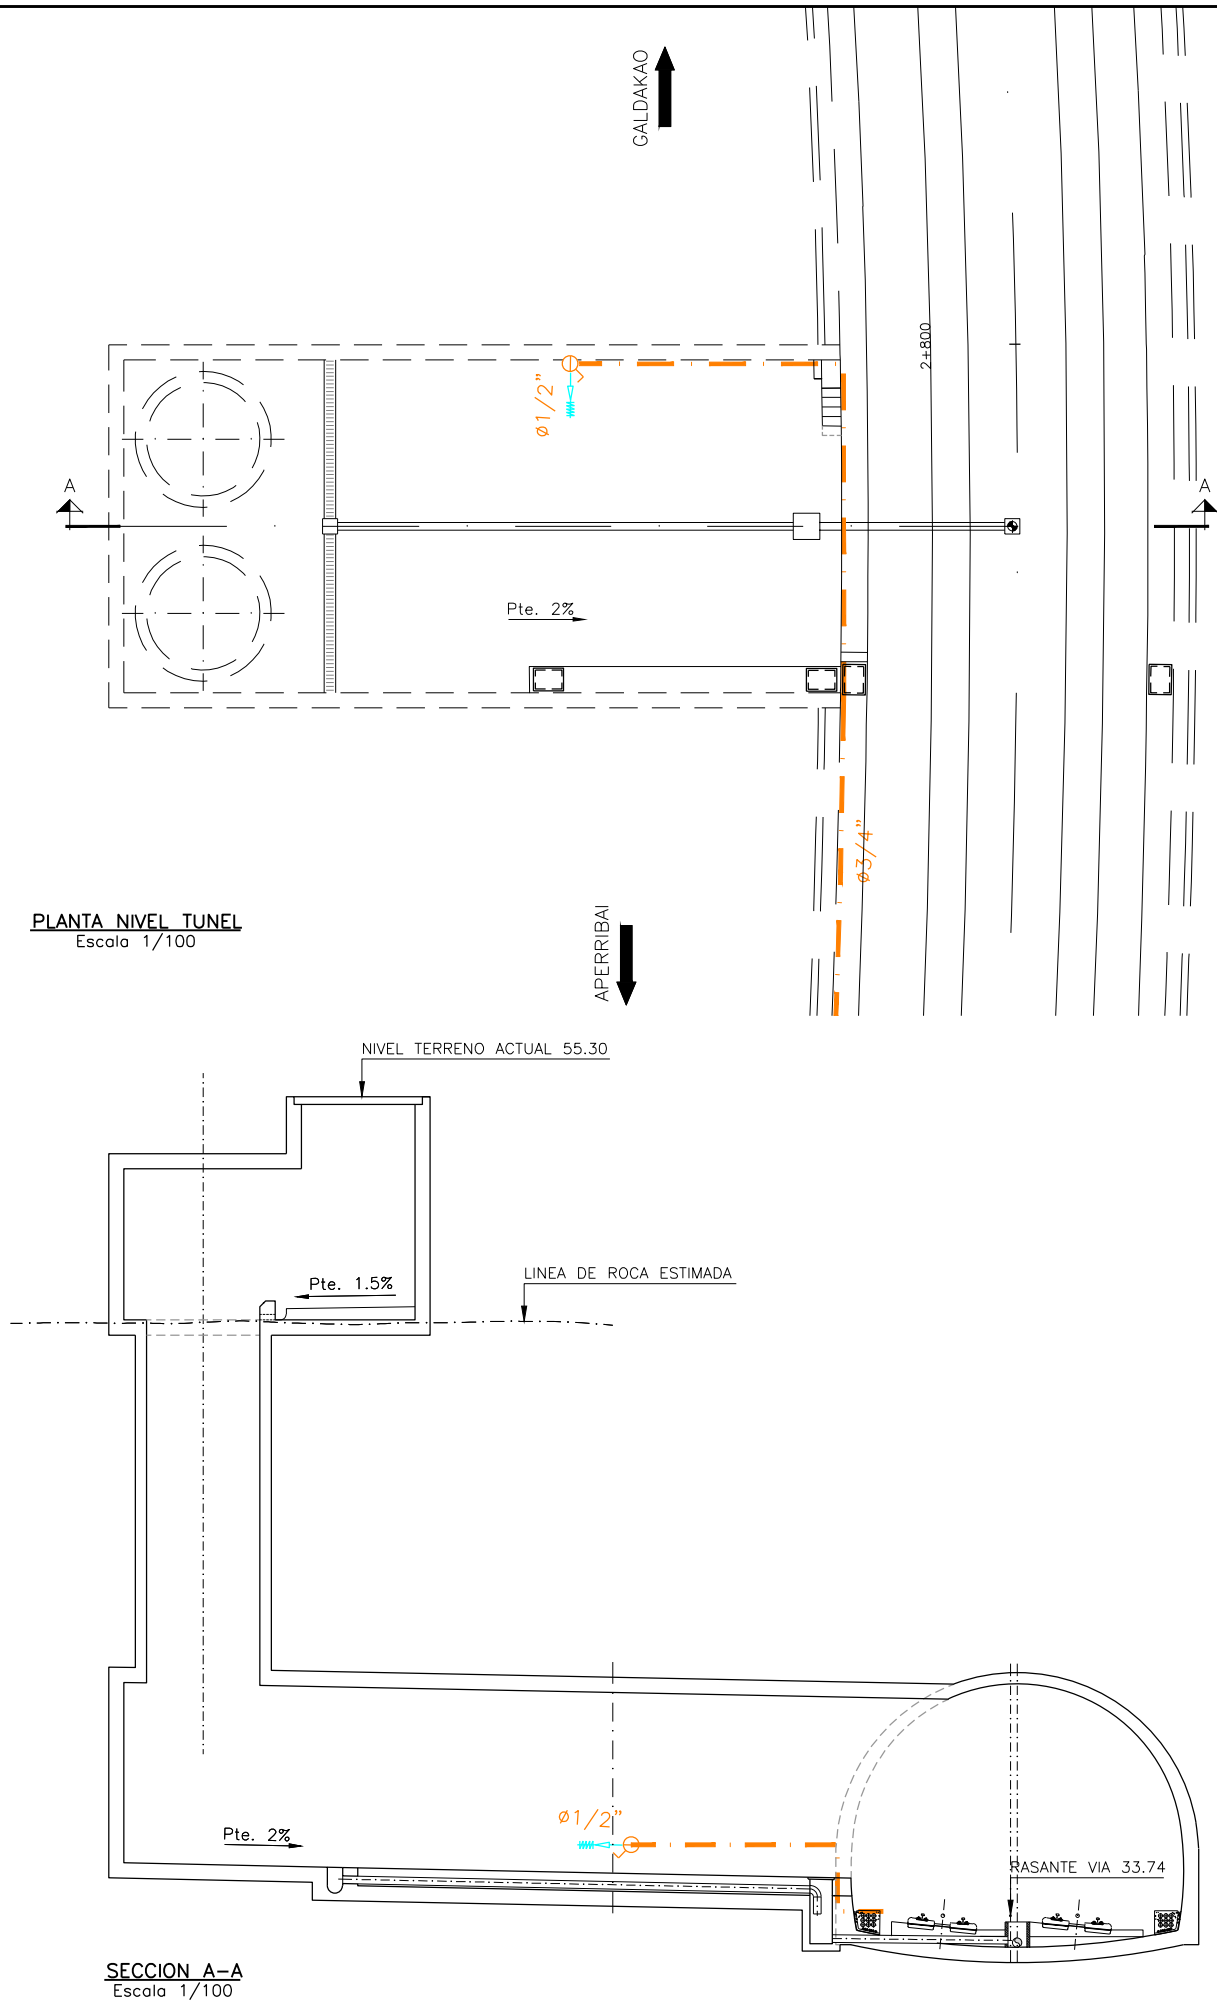 GALDAKAO
2+800
ø1/2"
A
A
Pte. 2%
ø3/4"
PLANTA NIVEL TUNEL
Escala 1/100
APERRIBAI
NIVEL TERRENO ACTUAL 55.30
LINEA DE ROCA ESTIMADA
Pte. 1.5%
ø1/2"
Pte. 2%
RASANTE VIA 33.74
SECCION A-A
Escala 1/100